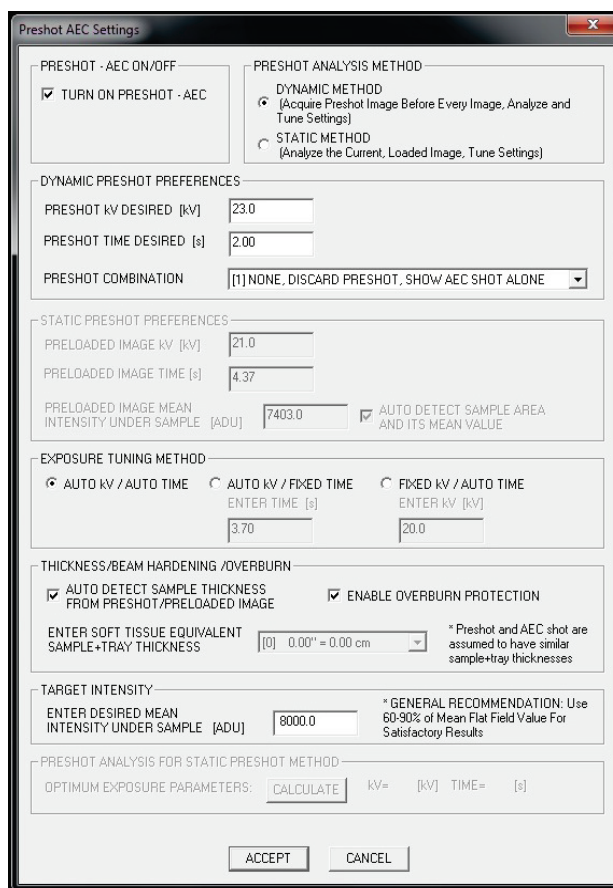 Preshot AEC Settings
PRESHOT - AEC ON/OFF
TURN ON PRESHOT - AEC
PRESHOT ANALYSIS METHOD
DYNAMIC METHOD
(Acquire Preshot Image Before Every Image, Analyze and
Tune Settings)
STATIC METHOD
(Analyze the Current, Loaded Image, Tune Settings)
DYNAMIC PRESHOT PREFERENCES
PRESHOT kV DESIRED [kV] 23.0
PRESHOT TIME DESIRED [s] 2.00
PRESHOT COMBINATION [1] NONE, DISCARD PRESHOT, SHOW AEC SHOT ALONE
STATIC PRESHOT PREFERENCES
PRELOADED IMAGE kV [kV] 21.0
PRELOADED IMAGE TIME [s] 4.37
PRELOADED IMAGE MEAN
INTENSITY UNDER SAMPLE [ADU] 7403.0
AUTO DETECT SAMPLE AREA
AND ITS MEAN VALUE
EXPOSURE TUNING METHOD
AUTO kV / AUTO TIME
AUTO kV / FIXED TIME
ENTER TIME [s]
3.70
FIXED kV / AUTO TIME
ENTER kV [kV]
20.0
THICKNESS/BEAM HARDENING /OVERBURN
AUTO DETECT SAMPLE THICKNESS
FROM PRESHOT/PRELOADED IMAGE
ENABLE OVERBURN PROTECTION
ENTER SOFT TISSUE EQUIVALENT
SAMPLE+TRAY THICKNESS
[0] 0.00" = 0.00 cm
* Preshot and AEC shot are
assumed to have similar
sample+tray thicknesses
TARGET INTENSITY
ENTER DESIRED MEAN
INTENSITY UNDER SAMPLE [ADU] 8000.0
* GENERAL RECOMMENDATION: Use
60-90% of Mean Flat Field Value For
Satisfactory Results
PRESHOT ANALYSIS FOR STATIC PRESHOT METHOD
OPTIMUM EXPOSURE PARAMETERS: CALCULATE kV= [kV] TIME= [s]
ACCEPT CANCEL